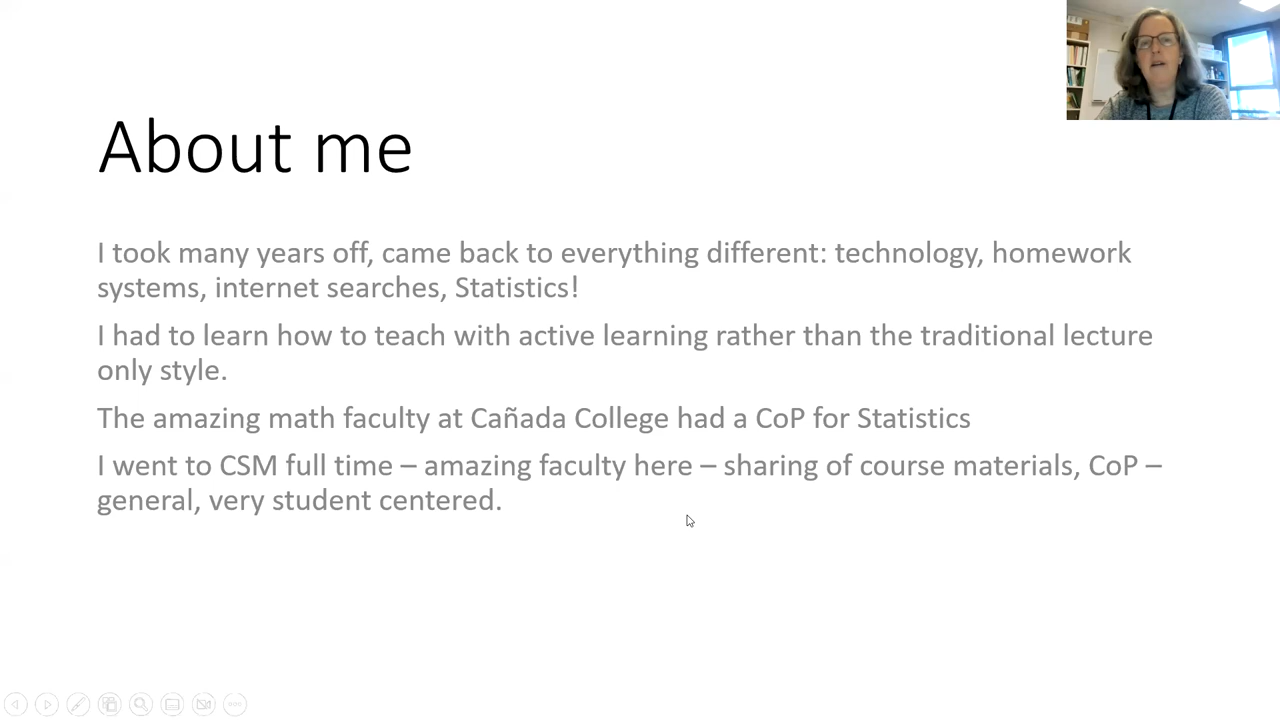 About me
I took many years off, came back to everything different: technology, homework
systems, internet searches, Statistics!
I had to learn how to teach with active learning rather than the traditional lecture
only style.
The amazing math faculty at Cañada College had a CoP for Statistics
I went to CSM full time – amazing faculty here – sharing of course materials, CoP –
general, very student centered.